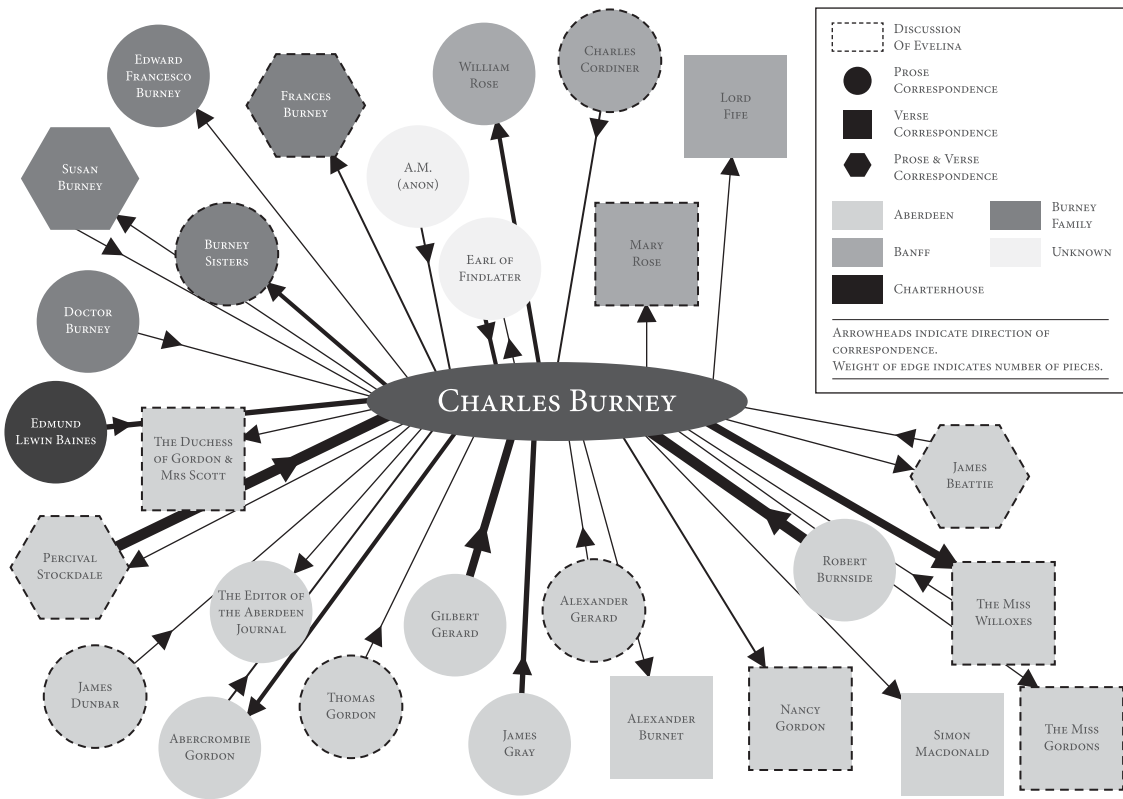 Edward
Francesco
Burney
Frances
Burney
William
Rose
Charles
Cordiner
Lord
Fife
Discussion
Of Evelina
Prose
Correspondence
Verse
Correspondence
Prose & Verse
Correspondence
Aberdeen
Burney
Family
Banff
Unknown
Charterhouse
Arrowheads indicate direction of
correspondence.
Weight of edge indicates number of pieces.
Susan
Burney
A.M.
(anon)
Burney
Sisters
Earl of
Findlater
Mary
Rose
Doctor
Burney
Charles Burney
Edmund
Lewin Baines
The Duchess
of Gordon &
Mrs Scott
James
Beattie
Percival
Stockdale
The Editor of
the Aberdeen
Journal
Gilbert
Gerard
Alexander
Gerard
Robert
Burnside
The Miss
Willoxes
James
Dunbar
Abercrombie
Gordon
Thomas
Gordon
James
Gray
Alexander
Burnet
Nancy
Gordon
Simon
Macdonald
The Miss
Gordons